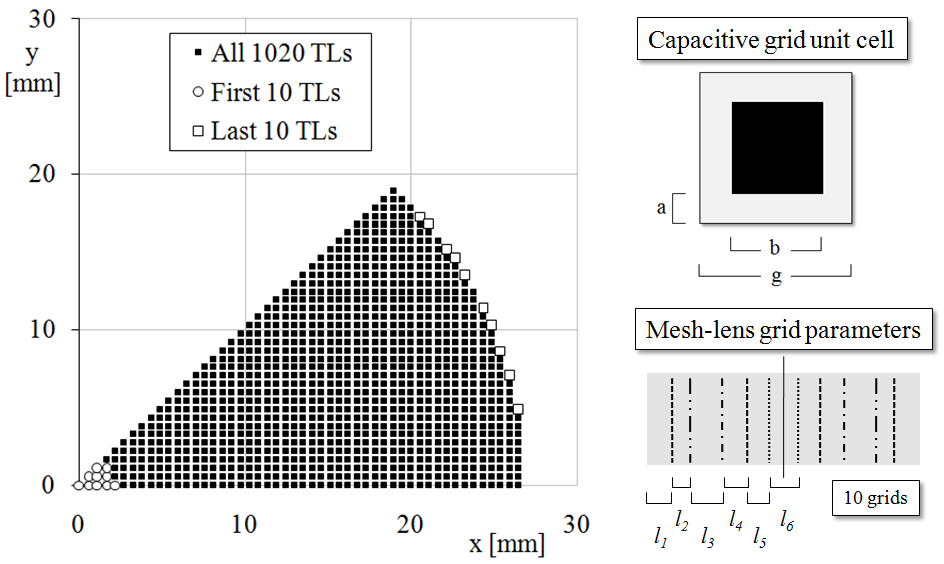 30
y
[mm]
All 1020 TLs
First 10 TLs
Last 10 TLs
20
10
0
0
10
20
30
x [mm]
Capacitive grid unit cell
a
b
g
Mesh-lens grid parameters
l1
l2
l3
l4
l5
l6
10 grids